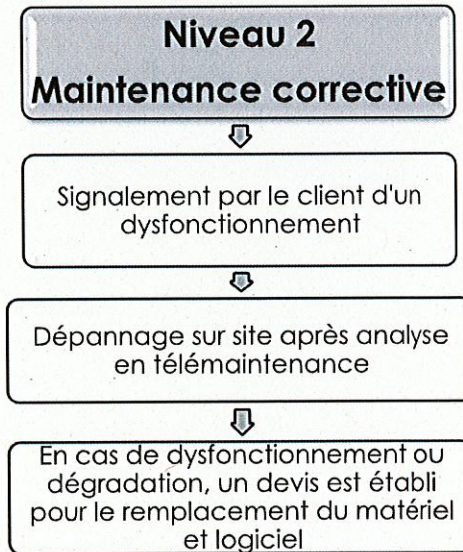 Niveau 2
Maintenance corrective
Signalement par le client d'un
dysfonctionnement
Dépannage sur site après analyse
en télémaintenance
En cas de dysfonctionnement ou
dégradation, un devis est établi
pour le remplacement du matériel
et logiciel